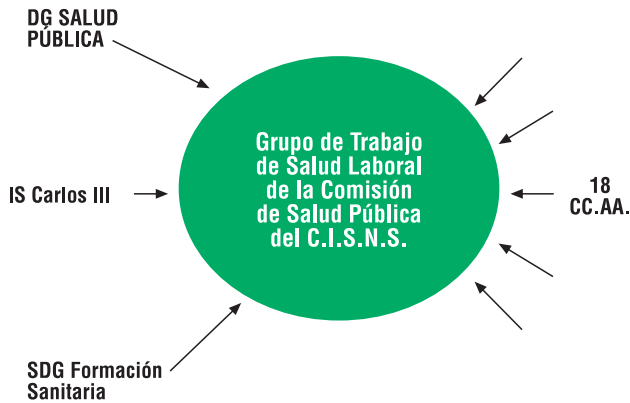 DG SALUD
PÚBLICA
Grupo de Trabajo
de Salud Laboral
de la Comisión
de Salud Pública
del C.I.S.N.S.
IS Carlos III
18
CC.AA.
SDG Formación
Sanitaria